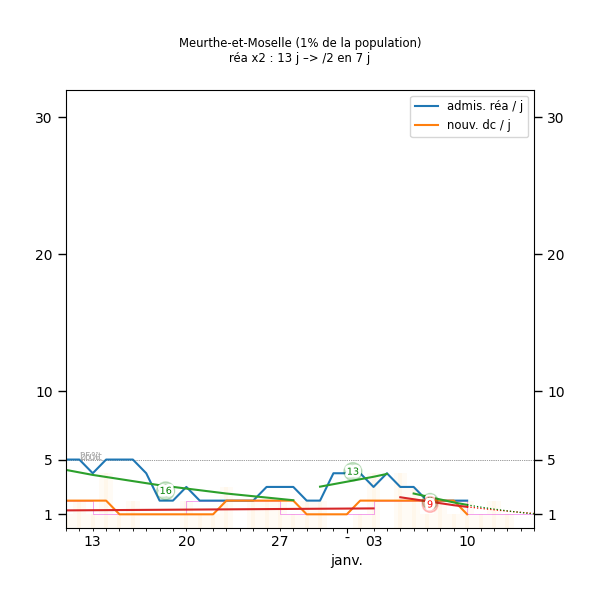 Meurthe-et-Moselle (1% de la population)
réa x2 : 13 j –> /2 en 7 j
admis. réa / j
nouv. dc / j
30 30
20 20
10 10
5 5
1 1
16
13
9
13 20 27 - 03 10
janv.